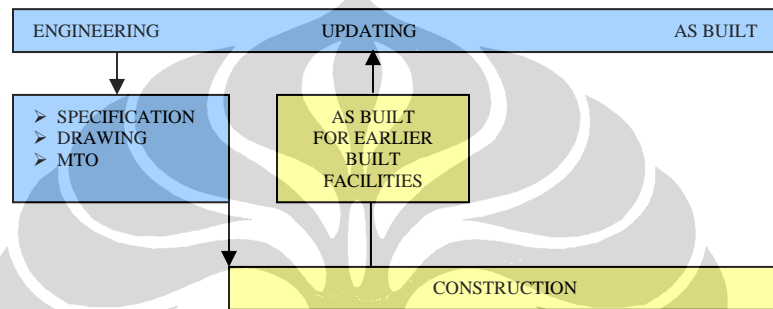 ENGINEERING UPDATING AS BUILT
➢ SPECIFICATION
➢ DRAWING
➢ MTO
AS BUILT
FOR EARLIER
BUILT
FACILITIES
CONSTRUCTION